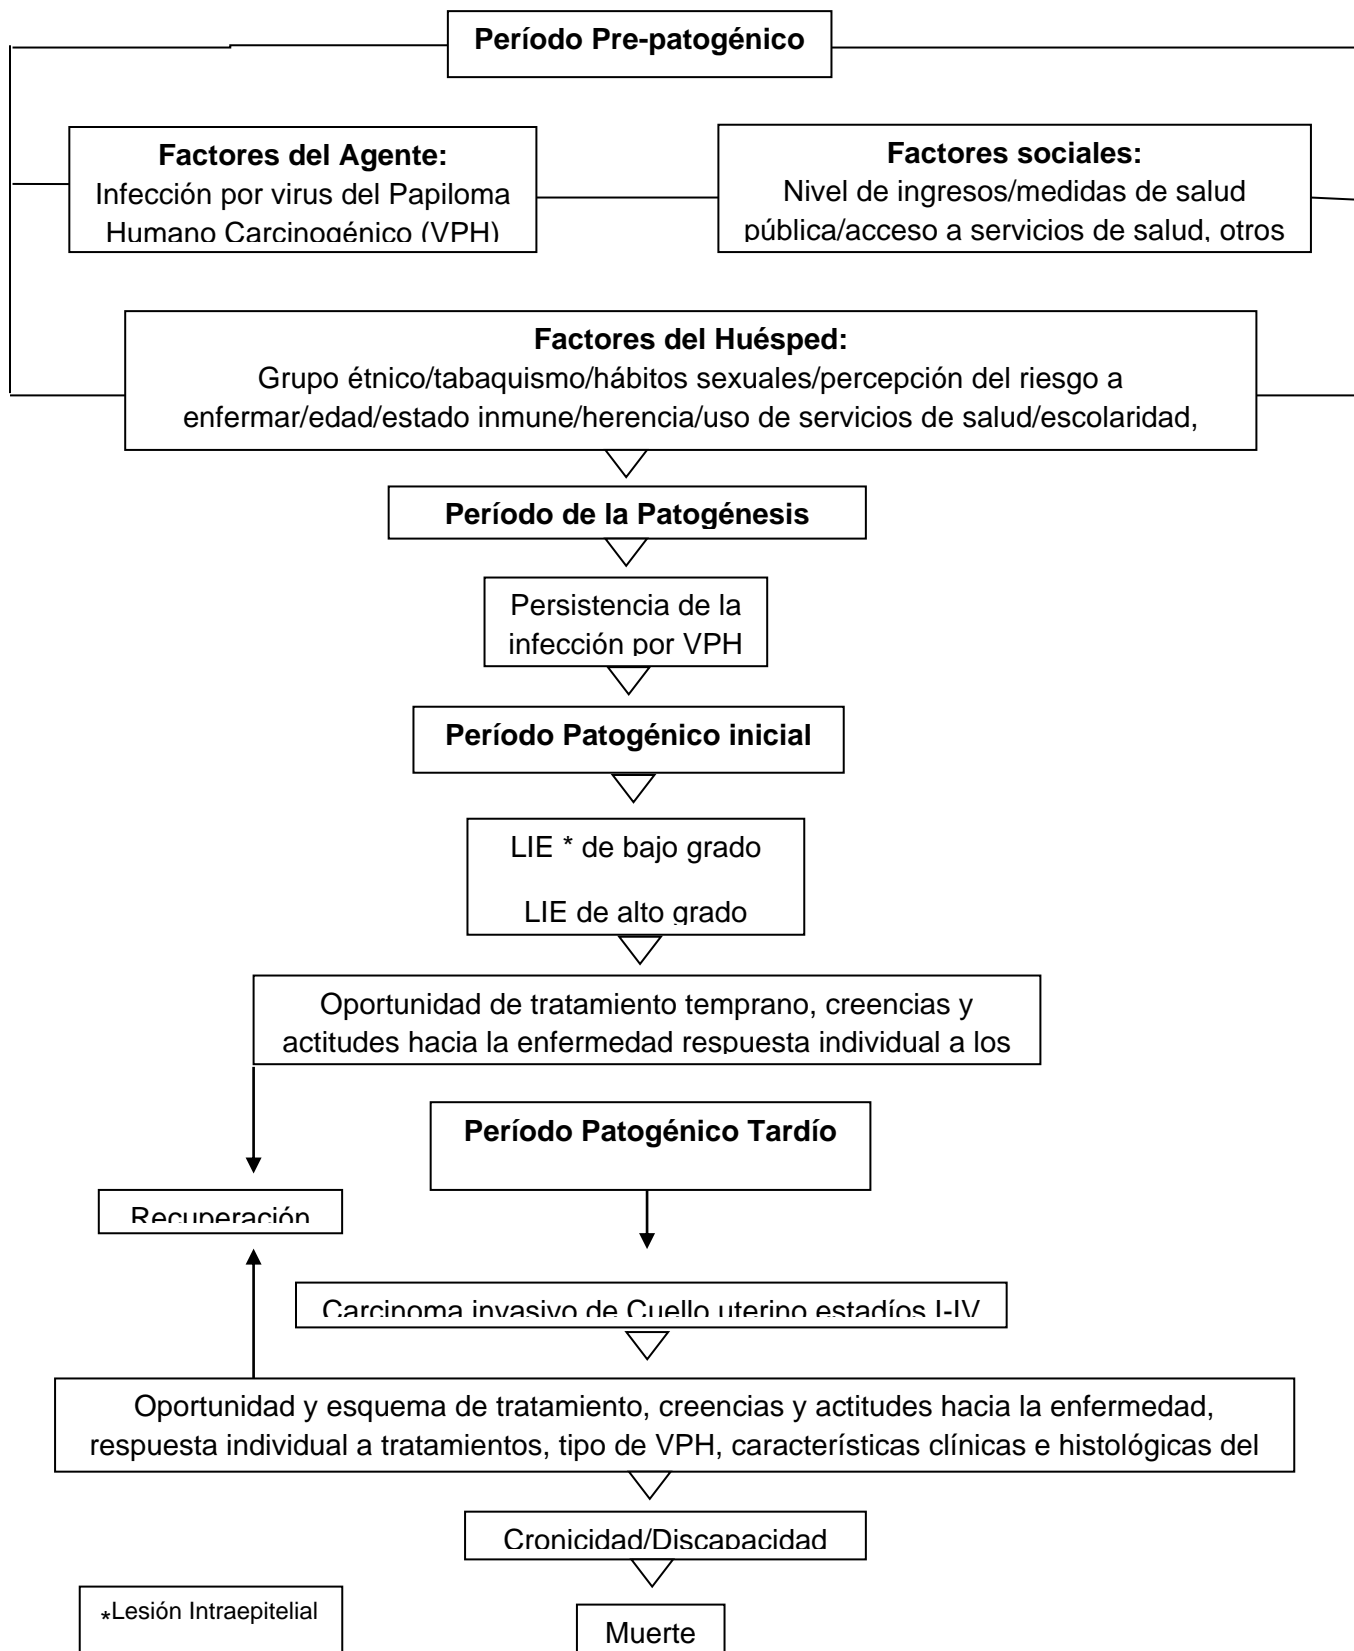 Período Pre-patogénico
Factores del Agente:
Infección por virus del Papiloma
Humano Carcinogénico (VPH)
Factores sociales:
Nivel de ingresos/medidas de salud
pública/acceso a servicios de salud, otros
Factores del Huésped:
Grupo étnico/tabaquismo/hábitos sexuales/percepción del riesgo a
enfermar/edad/estado inmune/herencia/uso de servicios de salud/escolaridad,
Período de la Patogénesis
Persistencia de la
infección por VPH
Período Patogénico inicial
LIE * de bajo grado
LIE de alto grado
Oportunidad de tratamiento temprano, creencias y
actitudes hacia la enfermedad respuesta individual a los
Período Patogénico Tardío
Recuperación
Carcinoma invasivo de Cuello uterino estadíos I-IV
Oportunidad y esquema de tratamiento, creencias y actitudes hacia la enfermedad,
respuesta individual a tratamientos, tipo de VPH, características clínicas e histológicas del
Cronicidad/Discapacidad
*Lesión Intraepitelial
Muerte